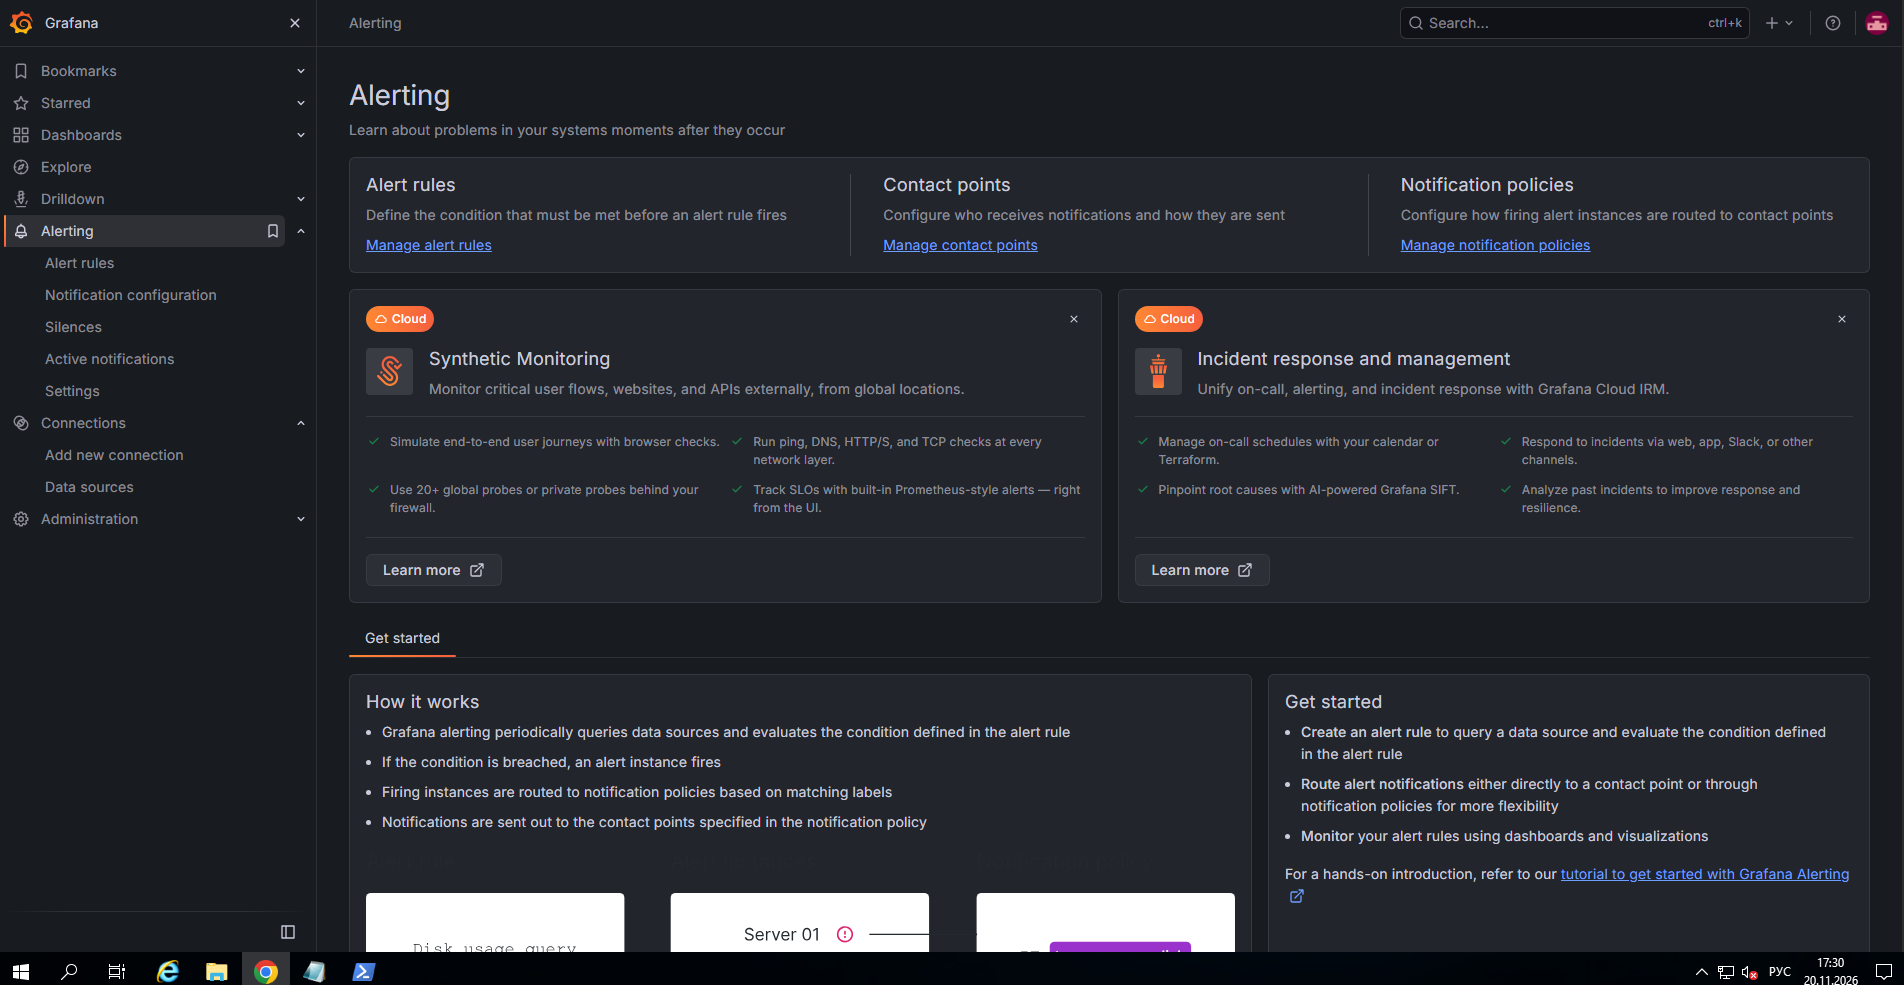 Grafana
Alerting
Search...
ctrl+k
Bookmarks
Starred
Dashboards
Explore
Drilldown
Alerting
Alert rules
Notification configuration
Silences
Active notifications
Settings
Connections
Add new connection
Data sources
Administration
Alerting
Learn about problems in your systems moments after they occur
Alert rules
Define the condition that must be met before an alert rule fires
Manage alert rules
Contact points
Configure who receives notifications and how they are sent
Manage contact points
Notification policies
Configure how firing alert instances are routed to contact points
Manage notification policies
Cloud
Synthetic Monitoring
Monitor critical user flows, websites, and APIs externally, from global locations.
Simulate end-to-end user journeys with browser checks.
Run ping, DNS, HTTP/S, and TCP checks at every
network layer.
Use 20+ global probes or private probes behind your
firewall.
Track SLOs with built-in Prometheus-style alerts — right
from the UI.
Learn more
Cloud
Incident response and management
Unify on-call, alerting, and incident response with Grafana Cloud IRM.
Manage on-call schedules with your calendar or
Terraform.
Respond to incidents via web, app, Slack, or other
channels.
Pinpoint root causes with AI-powered Grafana SIFT.
Analyze past incidents to improve response and
resilience.
Learn more
Get started
How it works
Grafana alerting periodically queries data sources and evaluates the condition defined in the alert rule
If the condition is breached, an alert instance fires
Firing instances are routed to notification policies based on matching labels
Notifications are sent out to the contact points specified in the notification policy
Disk usage query
Server 01
Get started
Create an alert rule to query a data source and evaluate the condition defined
in the alert rule
Route alert notifications either directly to a contact point or through
notification policies for more flexibility
Monitor your alert rules using dashboards and visualizations
For a hands-on introduction, refer to our tutorial to get started with Grafana Alerting
РУС
17:30
20.11.2026